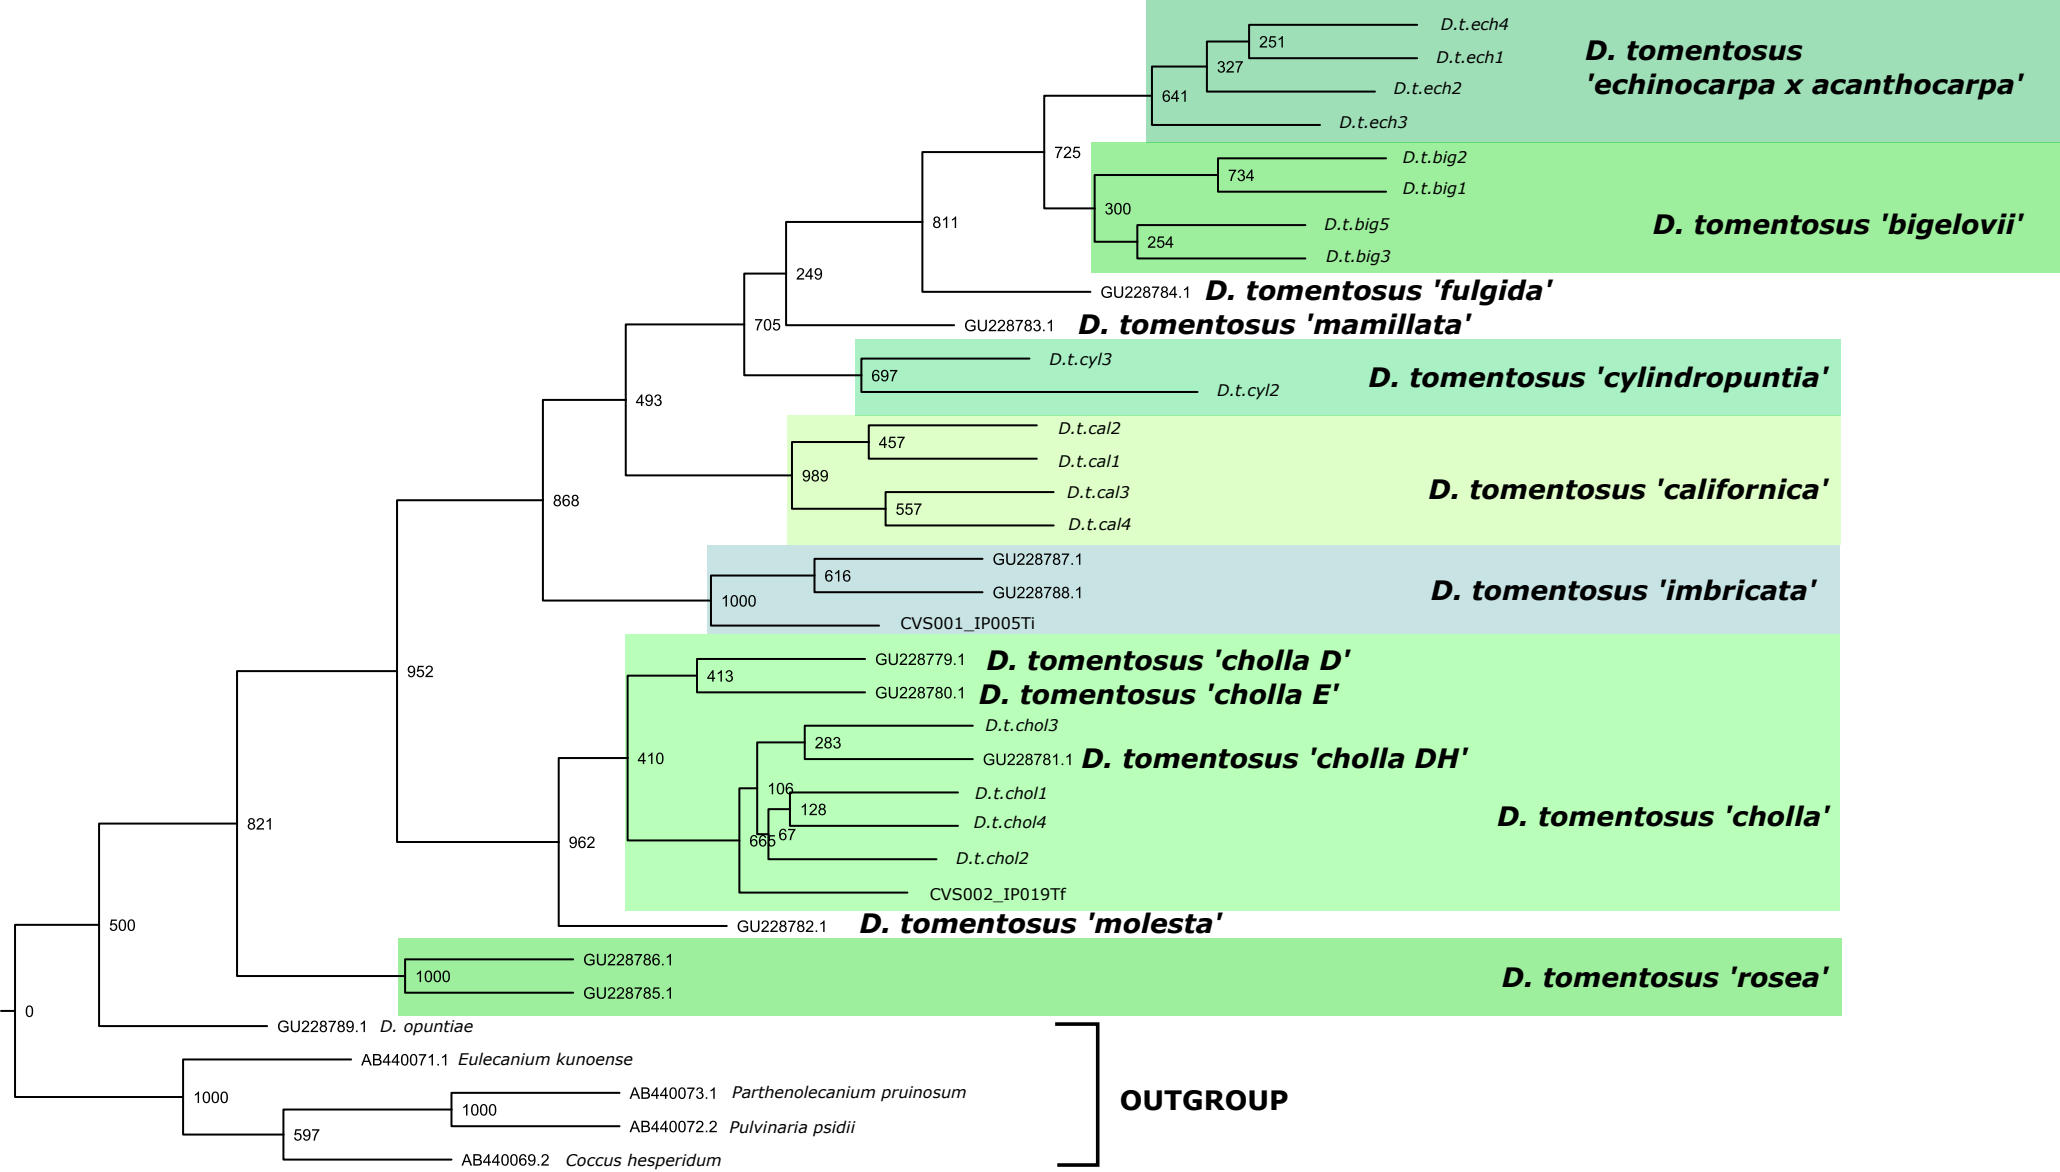 D.t.ech4
251
D. tomentosus
'echinocarpa x acanthocarpa'
D.t.ech1
327
D.t.ech2
641
D.t.ech3
725
D.t.big2
734
D.t.big1
300
D. tomentosus 'bigelovii'
D.t.big5
811
254
D.t.big3
249
GU228784.1 D. tomentosus 'fulgida'
705
GU228783.1 D. tomentosus 'mamillata'
D.t.cyl3
697
D. tomentosus 'cylindropuntia'
D.t.cyl2
493
D.t.cal2
457
D.t.cal1
989
D. tomentosus 'californica'
D.t.cal3
868
557
D.t.cal4
GU228787.1
616
D. tomentosus 'imbricata'
GU228788.1
1000
CVS001_IP005Ti
GU228779.1 D. tomentosus 'cholla D'
952
413
GU228780.1 D. tomentosus 'cholla E'
D.t.chol3
283
410
GU228781.1 D. tomentosus 'cholla DH'
106
D.t.chol1
128
D. tomentosus 'cholla'
821
D.t.chol4
67
962
665
D.t.chol2
CVS002_IP019Tf
500
GU228782.1 D. tomentosus 'molesta'
GU228786.1
1000
D. tomentosus 'rosea'
GU228785.1
0
GU228789.1 D. opuntiae
AB440071.1 Eulecanium kunoense
1000
AB440073.1 Parthenolecanium pruinosum
OUTGROUP
1000
AB440072.2 Pulvinaria psidii
597
AB440069.2 Coccus hesperidum